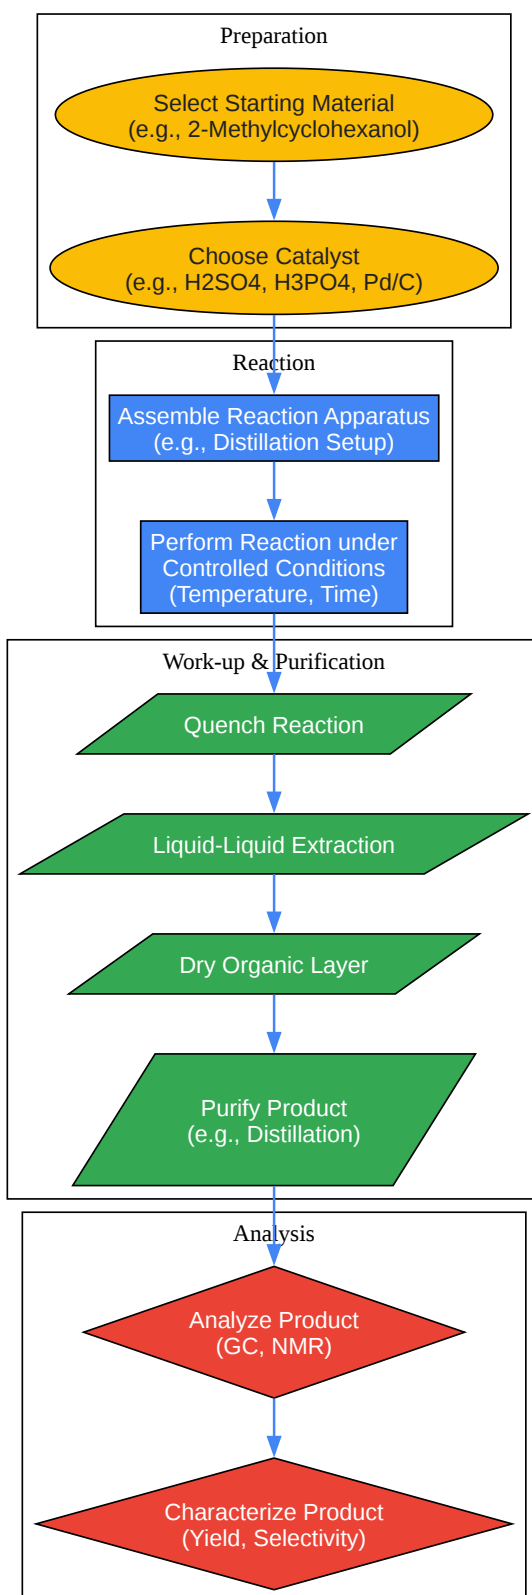 Preparation
Select Starting Material
(e.g., 2-Methylcyclohexanol)
Choose Catalyst
(e.g., H2SO4, H3PO4, Pd/C)
Reaction
Assemble Reaction Apparatus
(e.g., Distillation Setup)
Perform Reaction under
Controlled Conditions
(Temperature, Time)
Work-up & Purification
Quench Reaction
Liquid-Liquid Extraction
Dry Organic Layer
Purify Product
(e.g., Distillation)
Analysis
Analyze Product
(GC, NMR)
Characterize Product
(Yield, Selectivity)